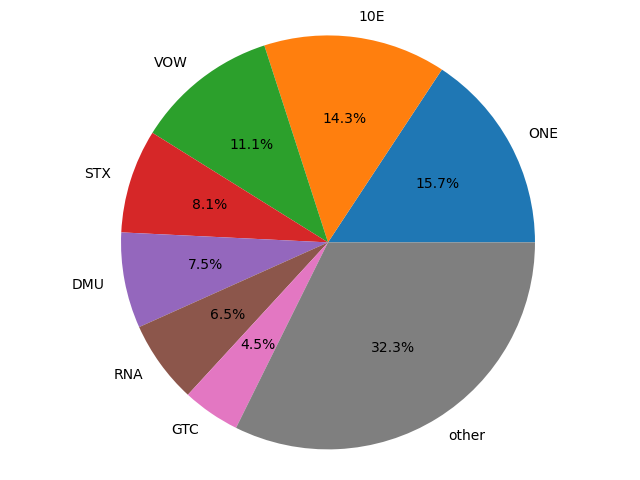 10E
VOW
ONE
14.3%
11.1%
15.7%
STX
8.1%
7.5%
DMU
6.5%
4.5%
32.3%
RNA
GTC
other